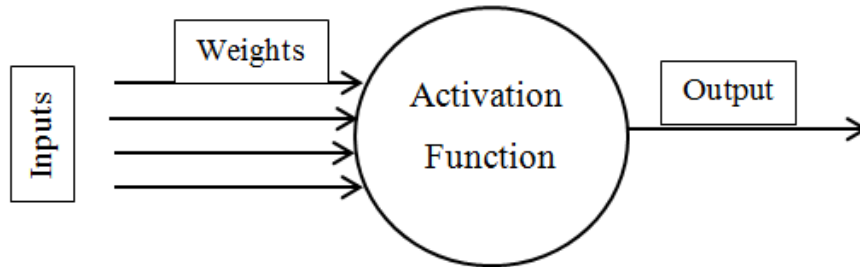 Inputs
Weights
Activation
Function
Output